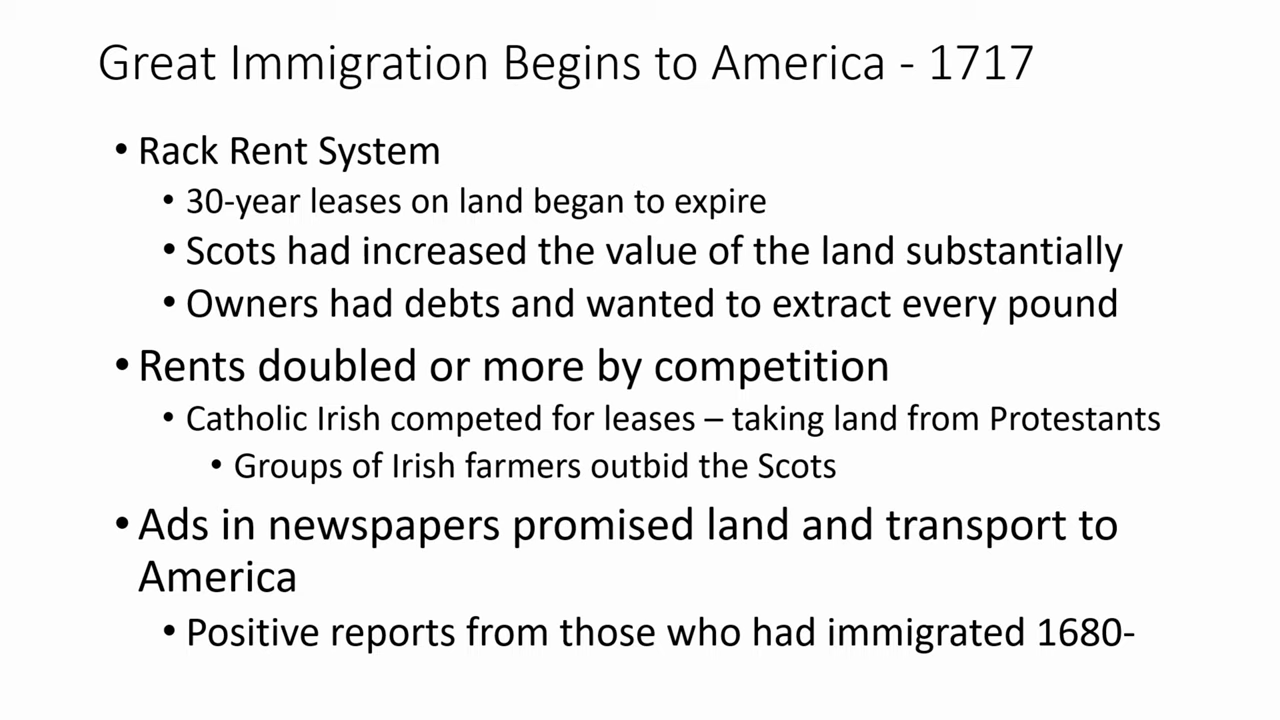 Great Immigration Begins to America - 1717
• Rack Rent System
• 30-year leases on land began to expire
• Scots had increased the value of the land substantially
• Owners had debts and wanted to extract every pound
• Rents doubled or more by competition
• Catholic Irish competed for leases – taking land from Protestants
• Groups of Irish farmers outbid the Scots
• Ads in newspapers promised land and transport to
America
• Positive reports from those who had immigrated 1680-